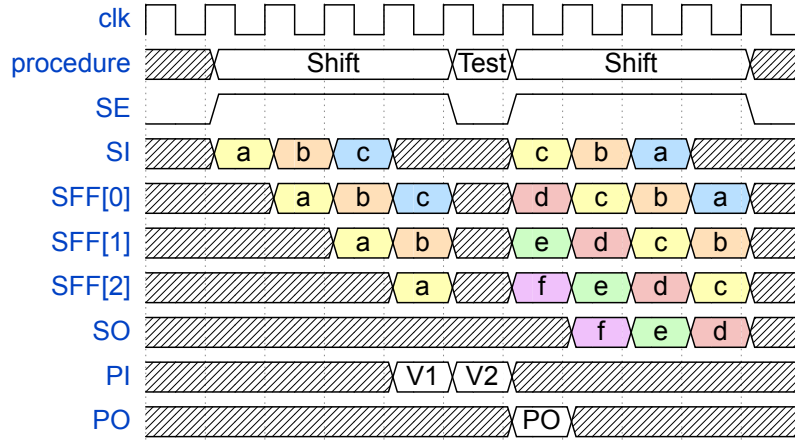 clk
procedure Shift Test Shift
SE
SI a b c c b a
SFF[0] a b c d c b a
SFF[1] a b e d c b
SFF[2] a f e d c
SO f e d
PI V1 V2
PO PO